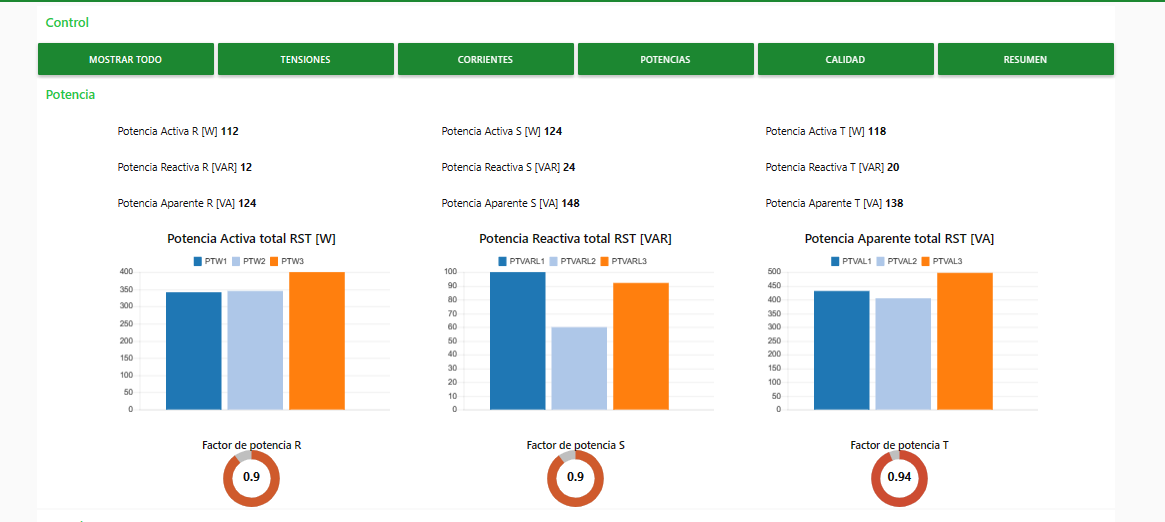 Control
MOSTRAR TODO TENSIONES CORRIENTES POTENCIAS CALIDAD RESUMEN
Potencia
Potencia Activa R [W] 112 Potencia Activa S [W] 124 Potencia Activa T [W] 118
Potencia Reactiva R [VAR] 12 Potencia Reactiva S [VAR] 24 Potencia Reactiva T [VAR] 20
Potencia Aparente R [VA] 124 Potencia Aparente S [VA] 148 Potencia Aparente T [VA] 138
Potencia Activa total RST [W]
PTW1 PTW2 PTW3
400
350
300
250
200
150
100
50
0
Potencia Reactiva total RST [VAR]
PTVARL1 PTVARL2 PTVARL3
100
90
80
70
60
50
40
30
20
10
0
Potencia Aparente total RST [VA]
PTVAL1 PTVAL2 PTVAL3
500
450
400
350
300
250
200
150
100
50
0
Factor de potencia R
0.9
Factor de potencia S
0.9
Factor de potencia T
0.94